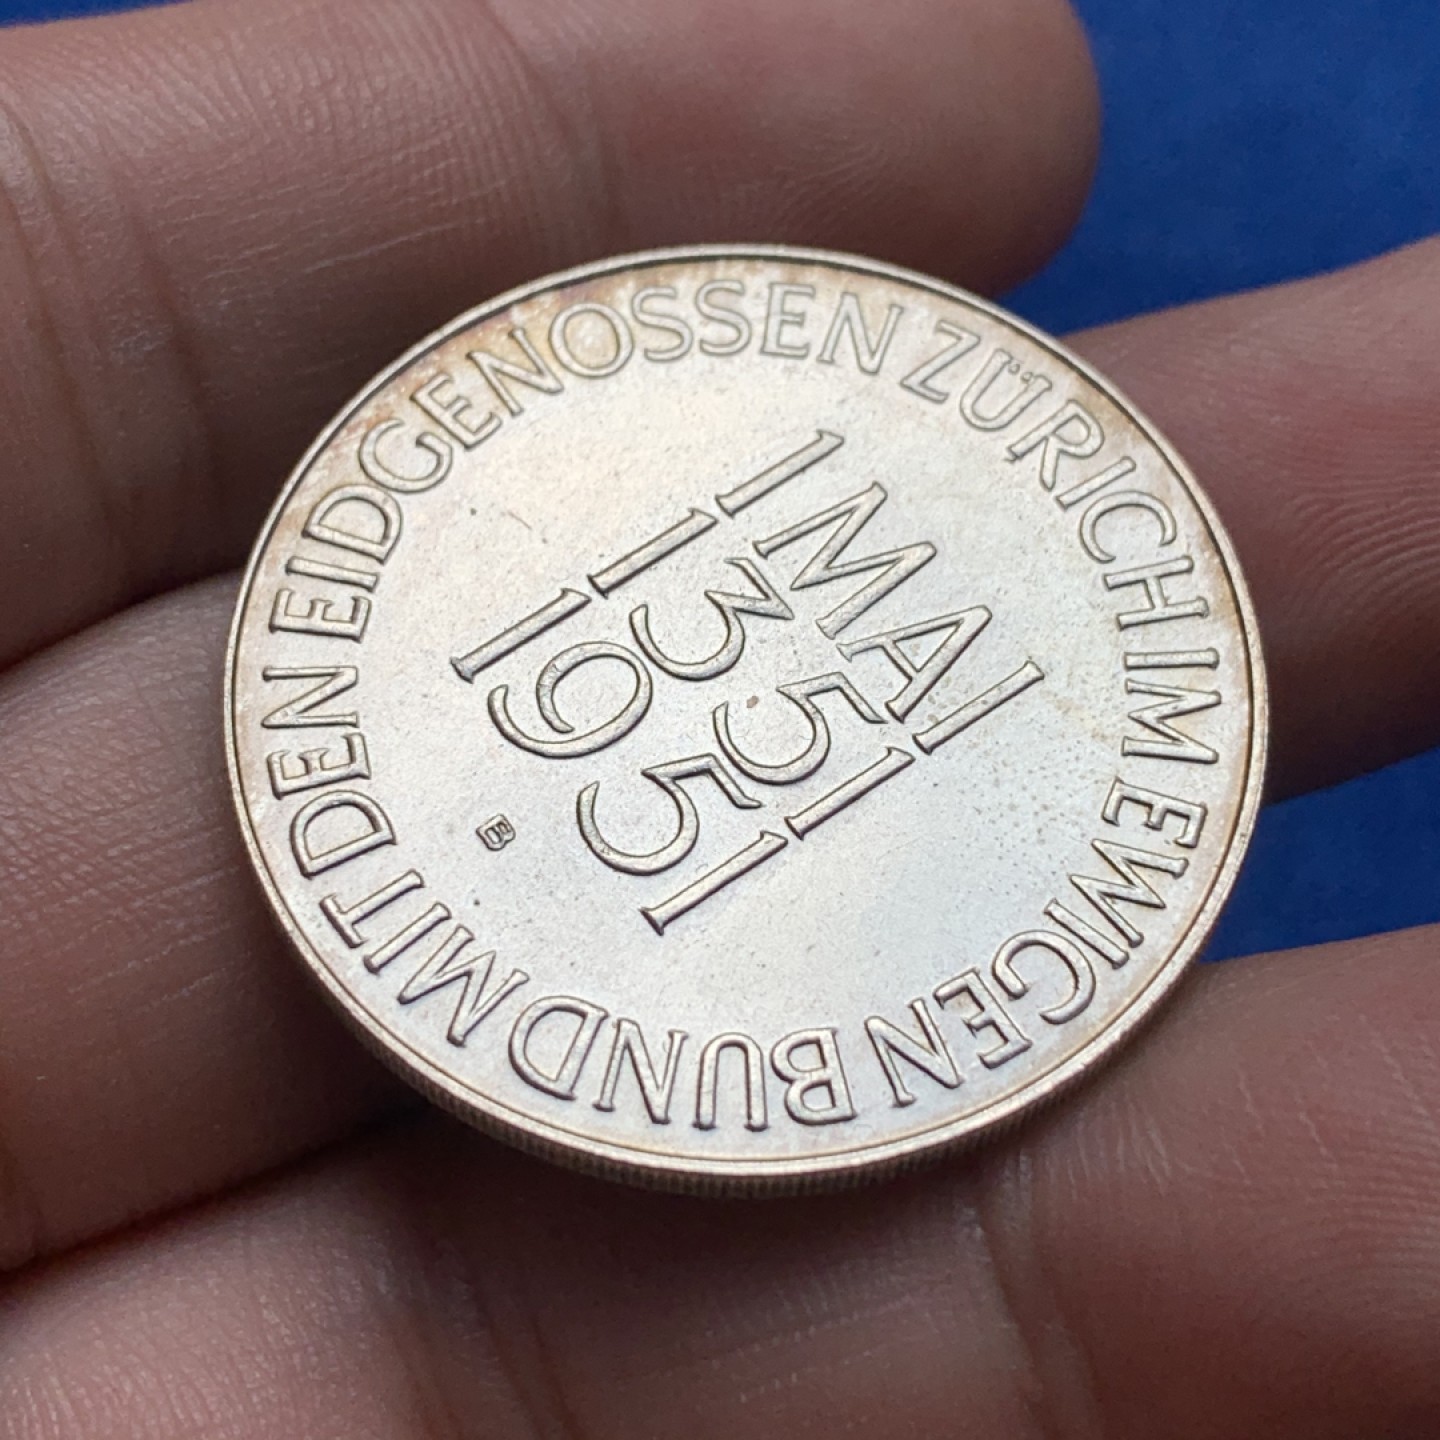 ZÜRICH IM EWIGEN BUND MIT DEN EIDGENOSSEN
1 MAI
1351
1951
B